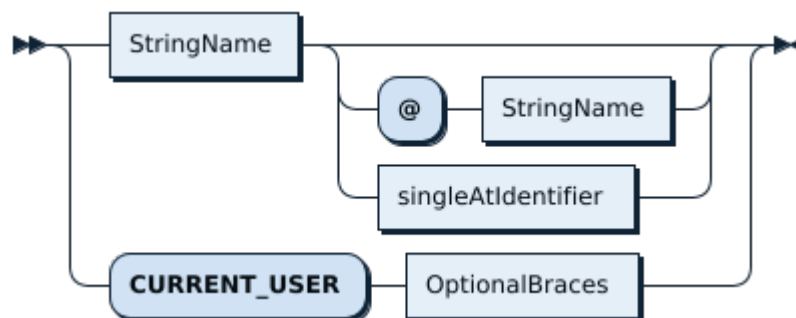 StringName
@ StringName
singleAtIdentifier
CURRENT_USER OptionalBraces